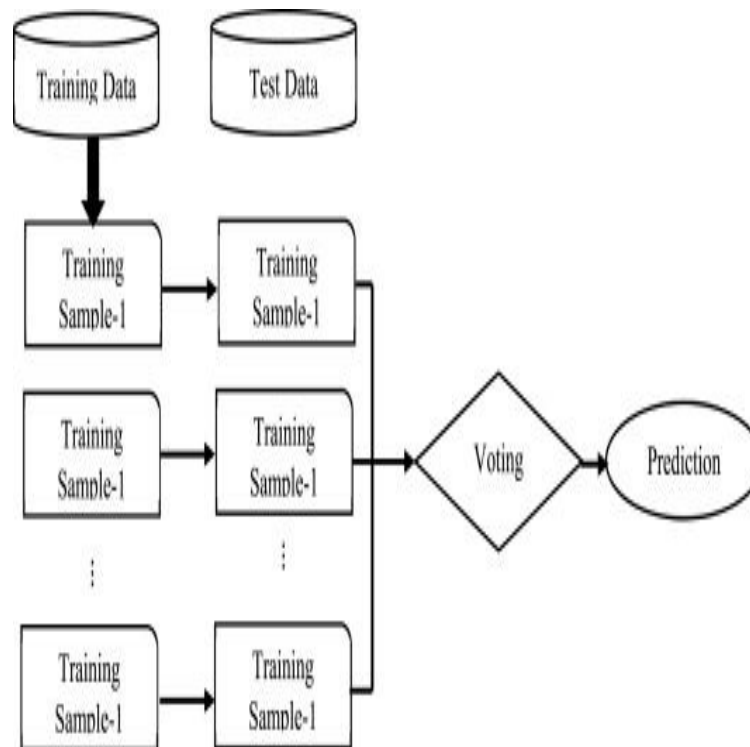 Training Data
Test Data
Training
Sample-1
Training
Sample-1
Training
Sample-1
Training
Sample-1
Voting
Prediction
Training
Sample-1
Training
Sample-1